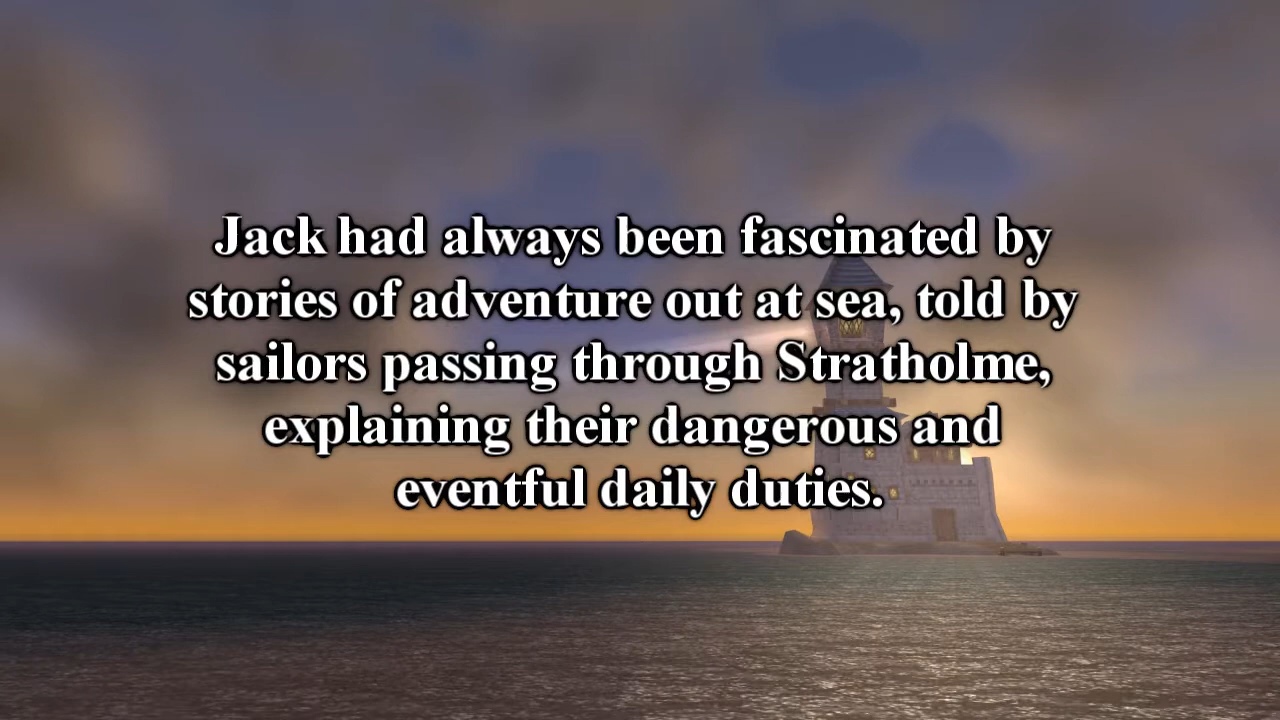 Jack had always been fascinated by
stories of adventure out at sea, told by
sailors passing through Stratholme,
explaining their dangerous and
eventful daily duties.